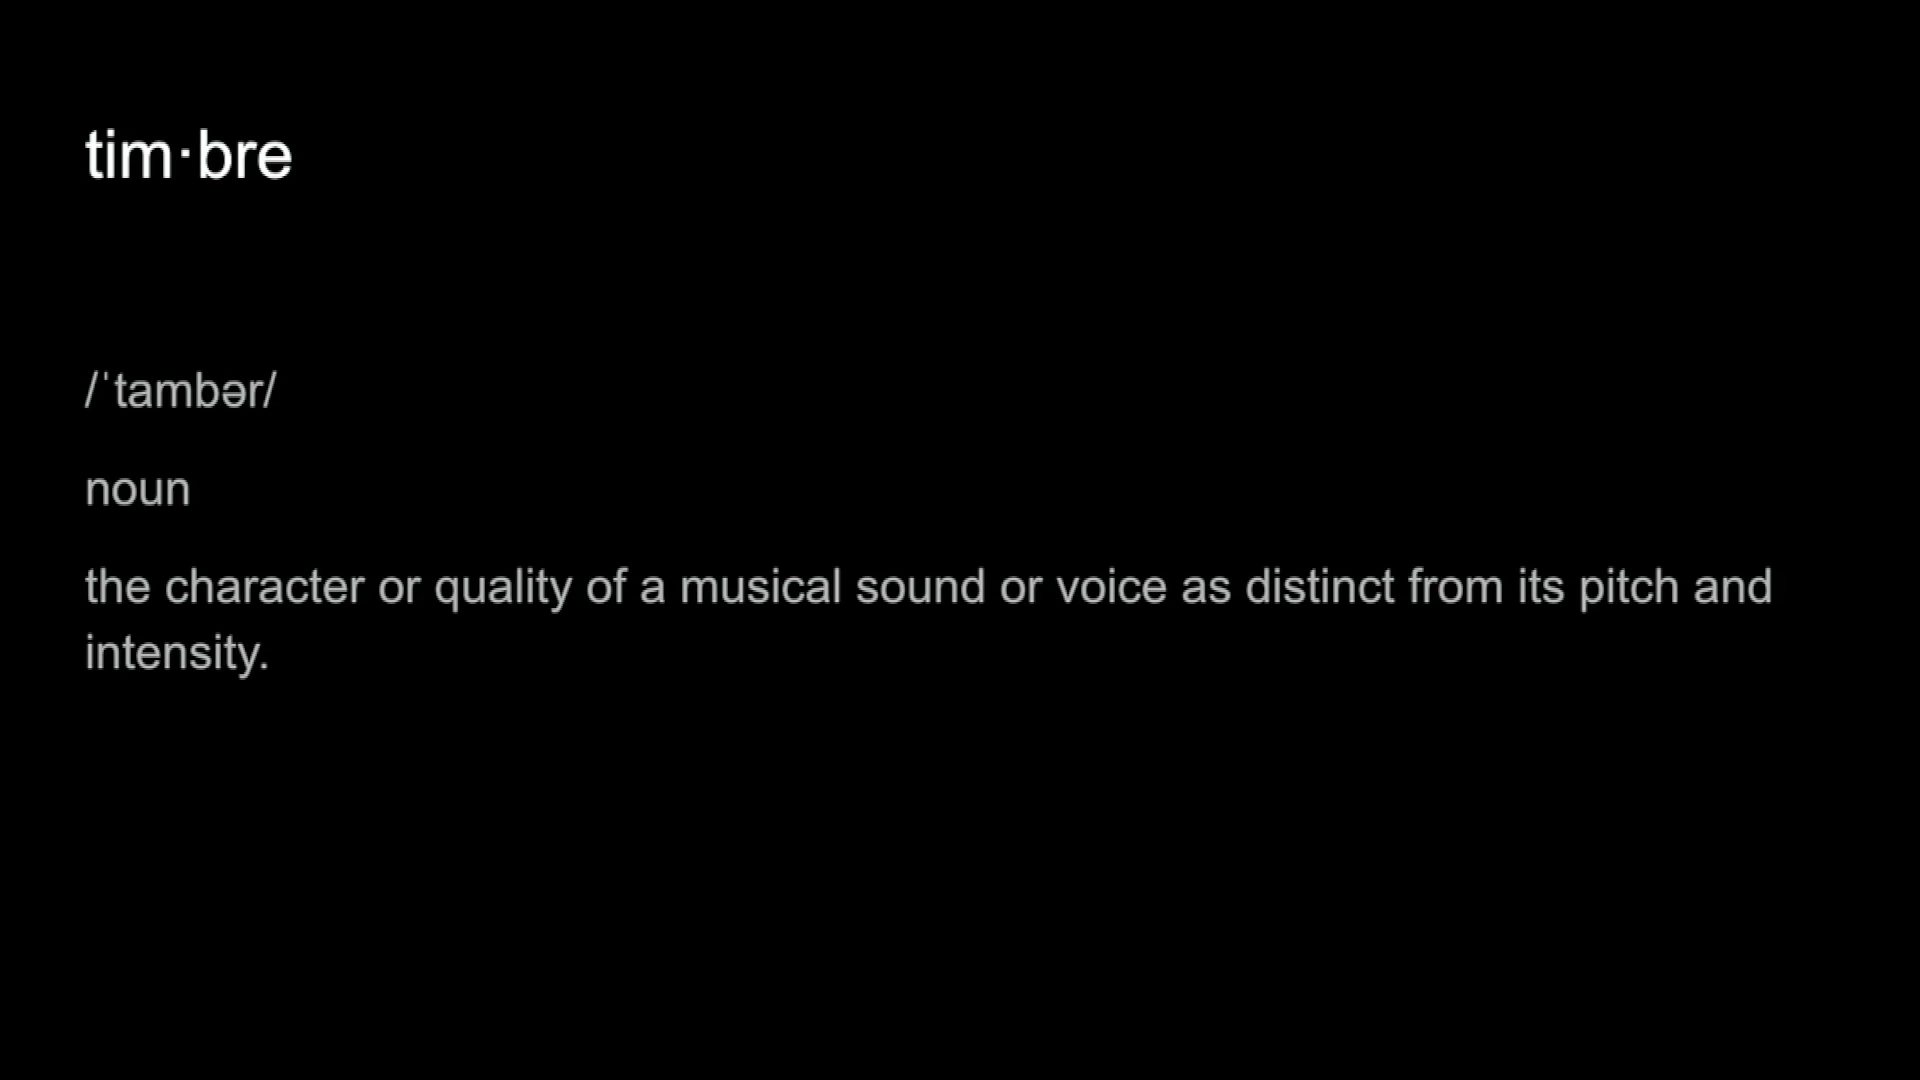 tim·bre
/ˈtambər/
noun
the character or quality of a musical sound or voice as distinct from its pitch and
intensity.